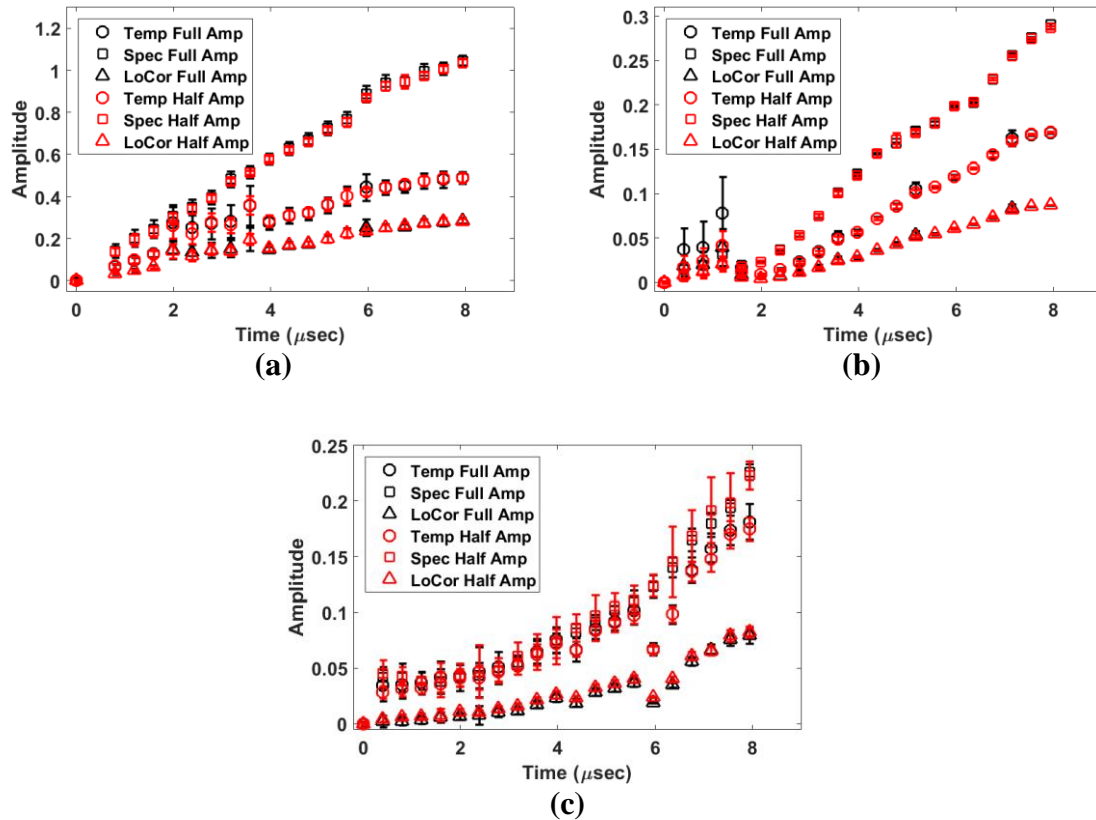 1.2
1
0.8
0.6
0.4
0.2
0
Amplitude
Temp Full Amp
Spec Full Amp
LoCor Full Amp
Temp Half Amp
Spec Half Amp
LoCor Half Amp
0 2 4 6 8
Time (μsec)
(a)
0.3
0.25
0.2
0.15
0.1
0.05
0
Amplitude
Temp Full Amp
Spec Full Amp
LoCor Full Amp
Temp Half Amp
Spec Half Amp
LoCor Half Amp
0 2 4 6 8
Time (μsec)
(b)
0.25
0.2
0.15
0.1
0.05
0
Amplitude
Temp Full Amp
Spec Full Amp
LoCor Full Amp
Temp Half Amp
Spec Half Amp
LoCor Half Amp
0 2 4 6 8
Time (μsec)
(c)